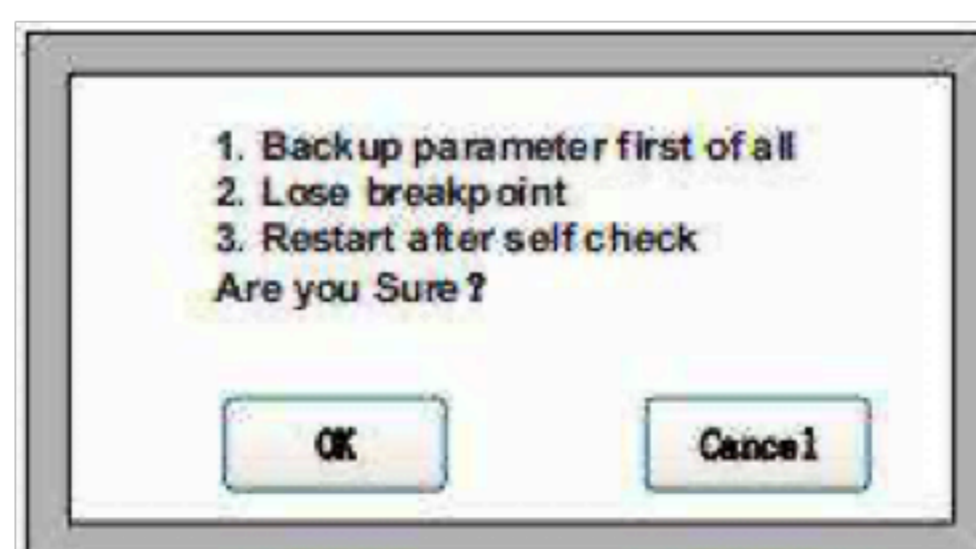 1. Backup parameter first of all
2. Lose breakpoint
3. Restart after self check
Are you Sure?
OK
Cancel